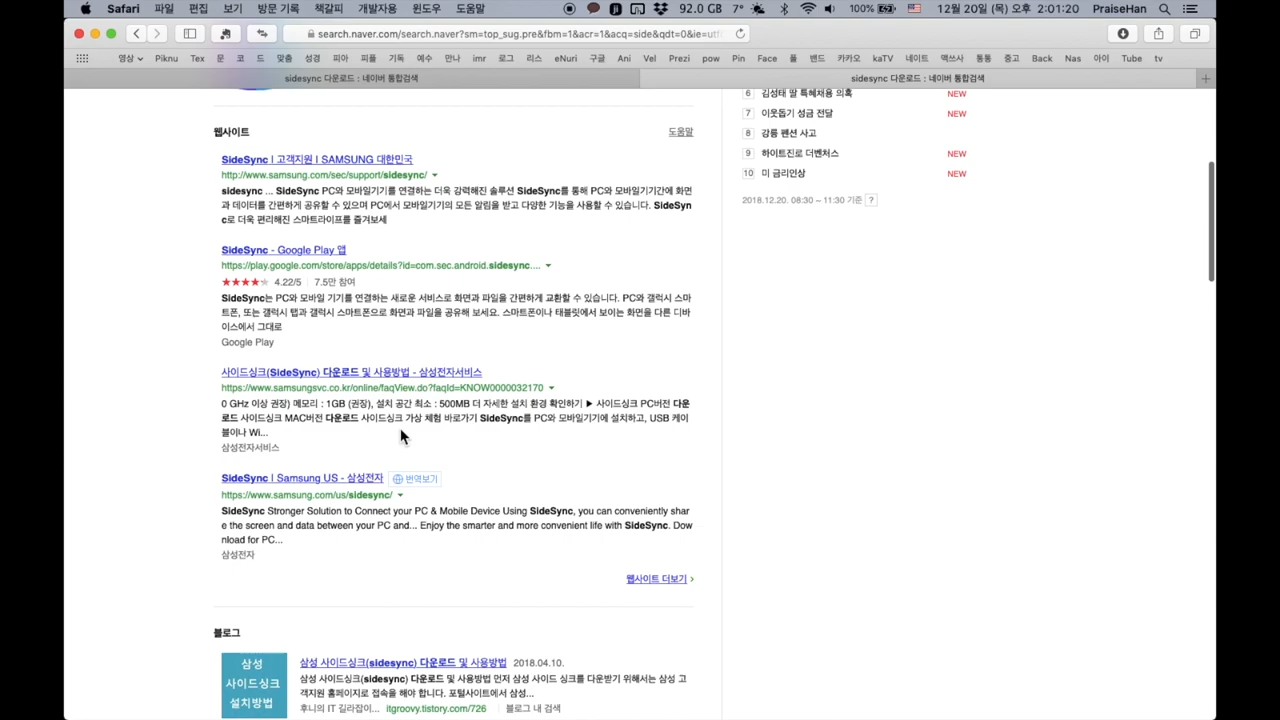 Safari 파일 편집 보기 방문 기록 책갈피 개발자용 윈도우 도움말 92.0 GB 7° 100% 12월 20일 (목) 오후 2:01:20 PraiseHan
search.naver.com/search.naver?sm=top_sug.pre&fbm=1&acr=1&acq=side&qdt=0&ie=utf
영상 Piknu Tex 문 코 드 맞춤 성경 피아 피플 기독 예수 만나 imr 로그 리스 eNuri 구글 Ani Vel Prezi pow Pin Face 폴 밴드 카카오 kaTV 네이트 맥쓰사 통통 중고 Back Nas 아이 Tube tv
sidesync 다운로드 : 네이버 통합검색
sidesync 다운로드 : 네이버 통합검색
웹사이트
도움말
SideSync | 고객지원 | SAMSUNG 대한민국
http://www.samsung.com/sec/support/sidesync/
sidesync ... SideSync PC와 모바일기기를 연결하는 더욱 강력해진 솔루션 SideSync를 통해 PC와 모바일기기간에 화면
과 데이터를 간편하게 공유할 수 있으며 PC에서 모바일기기의 모든 알림을 받고 다양한 기능을 사용할 수 있습니다. SideSyn
c로 더욱 편리해진 스마트라이프를 즐겨보세
SideSync - Google Play 앱
https://play.google.com/store/apps/details?id=com.sec.android.sidesync....
4.22/5 7.5만 참여
SideSync는 PC와 모바일 기기를 연결하는 새로운 서비스로 화면과 파일을 간편하게 교환할 수 있습니다. PC와 갤럭시 스마
트폰, 또는 갤럭시 탭과 갤럭시 스마트폰으로 화면과 파일을 공유해 보세요. 스마트폰이나 태블릿에서 보이는 화면을 다른 디바
이스에서 그대로
Google Play
사이드싱크(SideSync) 다운로드 및 사용방법 - 삼성전자서비스
https://www.samsungsvc.co.kr/online/faqView.do?faqId=KNOW0000032170
0 GHz 이상 권장) 메모리 : 1GB (권장), 설치 공간 최소 : 500MB 더 자세한 설치 환경 확인하기 ▶ 사이드싱크 PC버전 다운
로드 사이드싱크 MAC버전 다운로드 사이드싱크 가상 체험 바로가기 SideSync를 PC와 모바일기기에 설치하고, USB 케이
블이나 Wi...
삼성전자서비스
SideSync | Samsung US - 삼성전자 번역보기
https://www.samsung.com/us/sidesync/
SideSync Stronger Solution to Connect your PC & Mobile Device Using SideSync, you can conveniently shar
e the screen and data between your PC and... Enjoy the smarter and more convenient life with SideSync. Dow
nload for PC...
삼성전자
웹사이트 더보기
블로그
삼성
사이드싱크
설치방법
삼성 사이드싱크(sidesync) 다운로드 및 사용방법 2018.04.10.
삼성 사이드싱크(sidesync) 다운로드 및 사용방법 먼저 삼성 사이드 싱크를 다운받기 위해서는 삼성 고
객지원 홈페이지로 접속을 해야 합니다. 포털사이트에서 삼성...
후니의 IT 길라잡이... itgroovy.tistory.com/726 블로그 내 검색
6 김성태 딸 특혜채용 의혹 NEW
7 이웃돕기 성금 전달 NEW
8 강릉 펜션 사고
9 하이트진로 더벤처스 NEW
10 미 금리인상 NEW
2018.12.20. 08:30 ~ 11:30 기준 ?